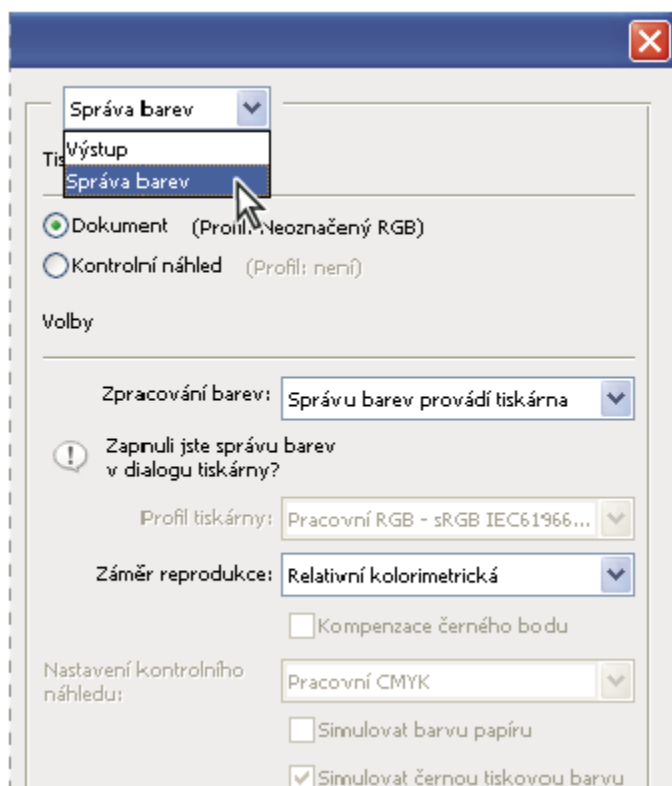 Správa barev
Výstup
Správa barev
Dokument (Profil: Neoznačený RGB)
Kontrolní náhled (Profil: není)
Volby
Zpracování barev: Správu barev provádí tiskárna
Zapnuli jste správu barev
v dialogu tiskárny?
Profil tiskárny: Pracovní RGB - sRGB IEC61966...
Záměr reprodukce: Relativní kolorimetrická
Kompenzace černého bodu
Nastavení kontrolního
náhledu: Pracovní CMYK
Simulovat barvu papíru
Simulovat černou tiskovou barvu